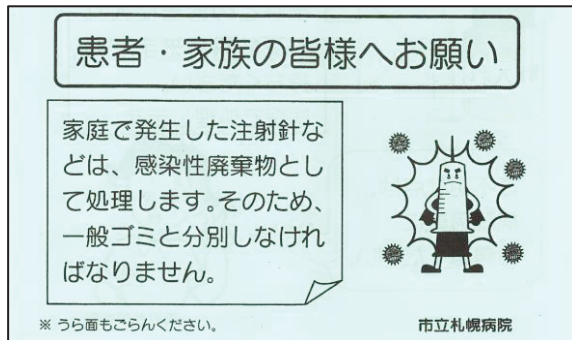 患者・家族の皆様へお願い
家庭で発生した注射針な
どは、感染性廃棄物とし
て処理します。そのため、
一般ゴミと分別しなけれ
ばなりません。
※ うら面もごらんください。
市立札幌病院